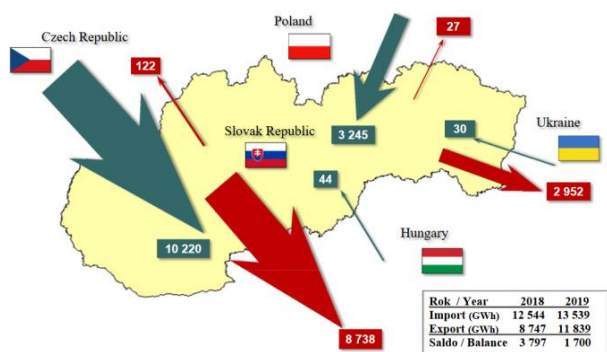 Poland
27
Czech Republic
122
3 245
30
Ukraine
Slovak Republic
44
2 952
10 220
Hungary
8 738
Rok / Year 2018 2019
Import (GWh) 12 544 13 539
Export (GWh) 8 747 11 839
Saldo / Balance 3 797 1 700